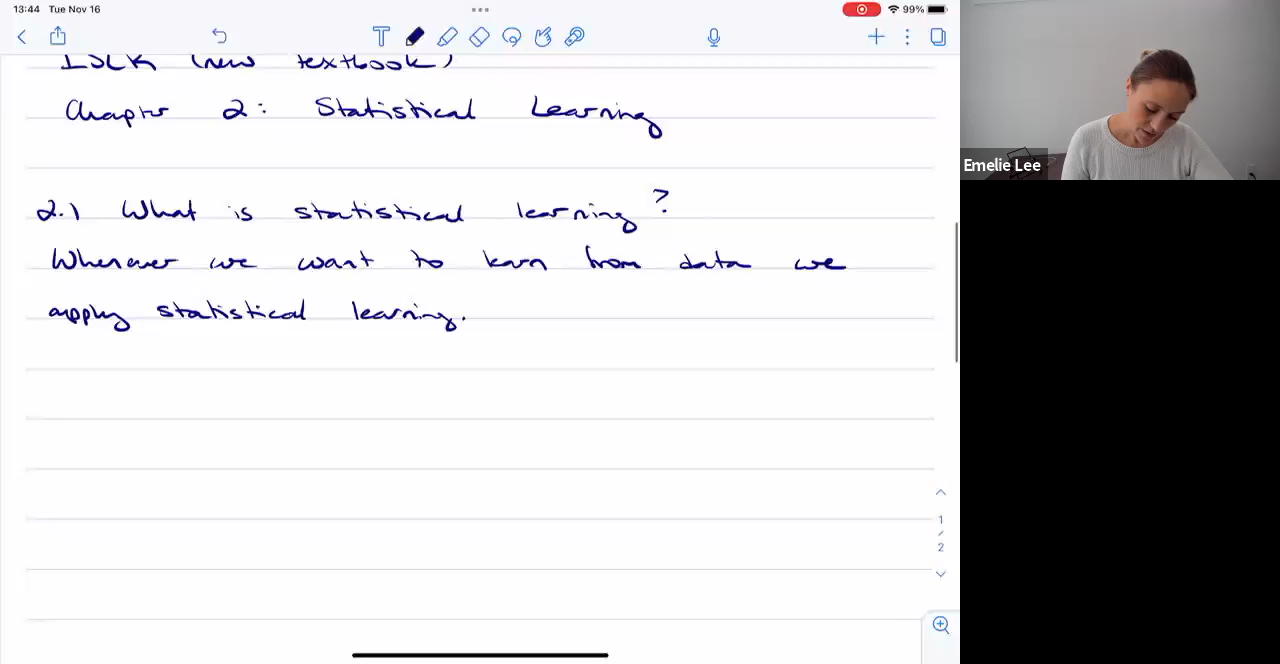 13:44 Tue Nov 16
99%
ISLR (new textbook)
Chapter 2: Statistical Learning
2.1 What is statistical learning?
Whenever we want to learn from data we
apply statistical learning.
1
/
2
Emelie Lee